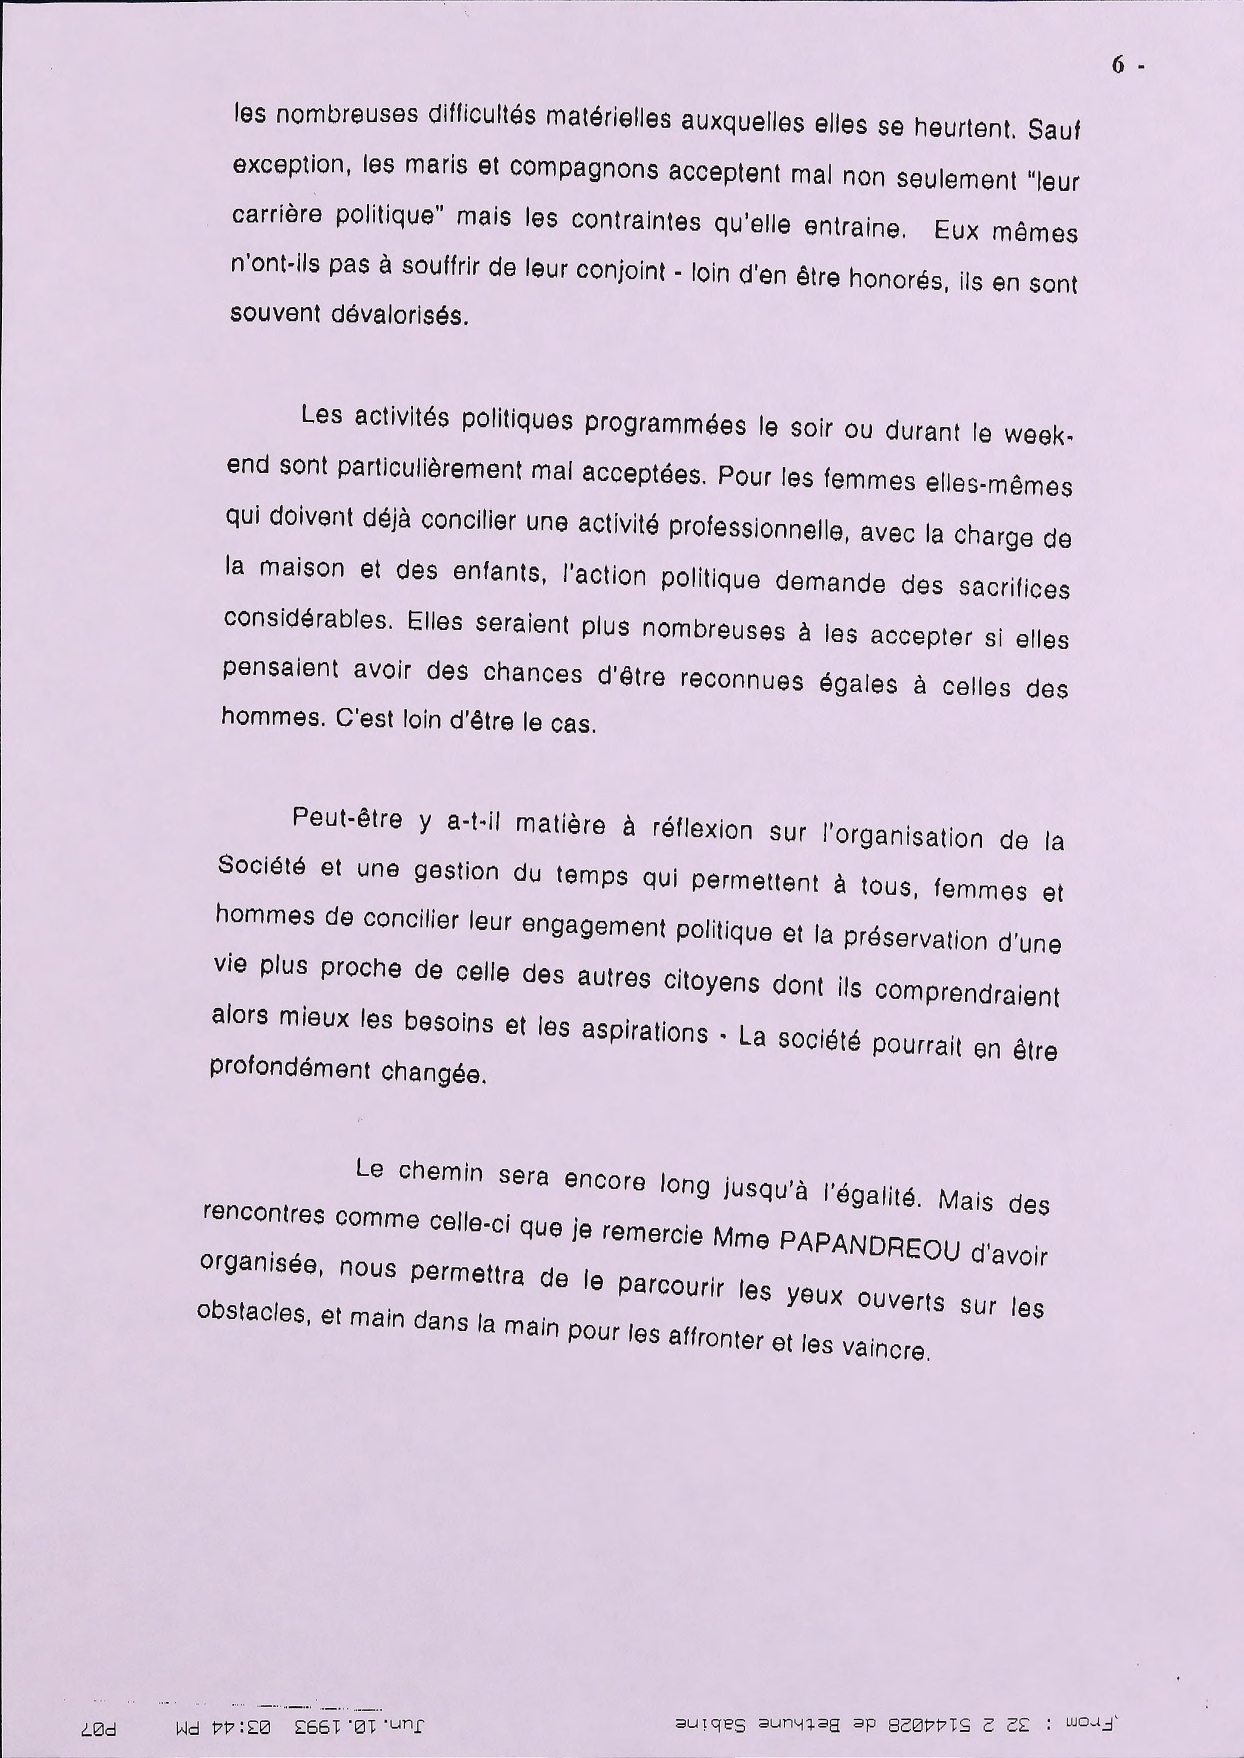 6 -
les nombreuses difficultés matérielles auxquelles elles se heurtent. Sauf
exception, les maris et compagnons acceptent mal non seulement "leur
carrière politique" mais les contraintes qu'elle entraine. Eux mêmes
n'ont-ils pas à souffrir de leur conjoint - loin d'en être honorés, ils en sont
souvent dévalorisés.
Les activités politiques programmées le soir ou durant le week-
end sont particulièrement mal acceptées. Pour les femmes elles-mêmes
qui doivent déjà concilier une activité professionnelle, avec la charge de
la maison et des enfants, l'action politique demande des sacrifices
considérables. Elles seraient plus nombreuses à les accepter si elles
pensaient avoir des chances d'être reconnues égales à celles des
hommes. C'est loin d'être le cas.
Peut-être y a-t-il matière à réflexion sur l'organisation de la
Société et une gestion du temps qui permettent à tous, femmes et
hommes de concilier leur engagement politique et la préservation d'une
vie plus proche de celle des autres citoyens dont ils comprendraient
alors mieux les besoins et les aspirations - La société pourrait en être
profondément changée.
Le chemin sera encore long jusqu'à l'égalité. Mais des
rencontres comme celle-ci que je remercie Mme PAPANDREOU d'avoir
organisée, nous permettra de le parcourir les yeux ouverts sur les
obstacles, et main dans la main pour les affronter et les vaincre.
From : 32 2 5144028 de Bethune Sabine Jun.10.1993 03:44 PM P07